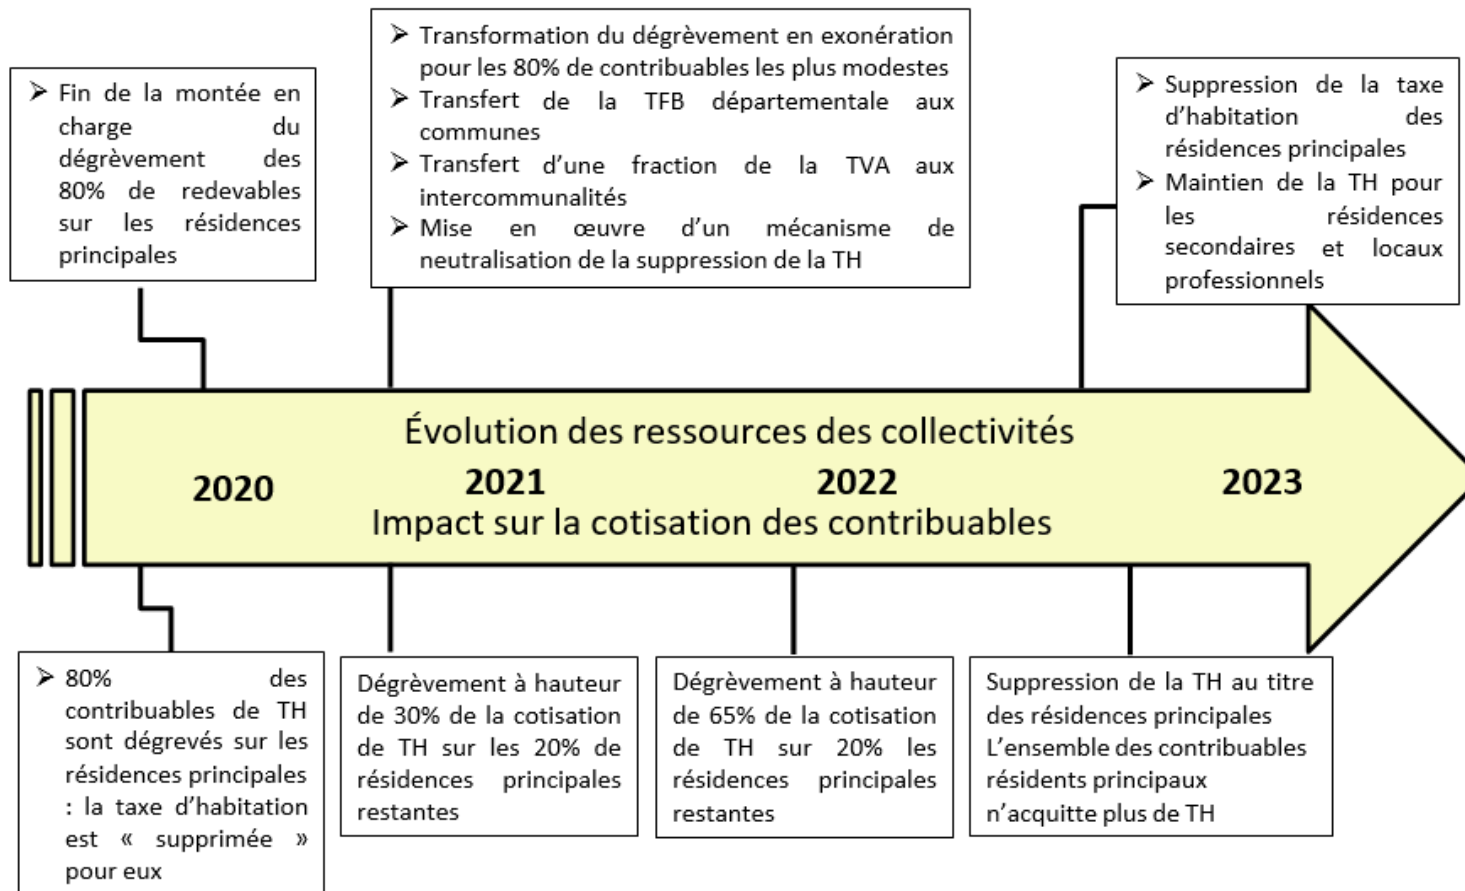 ➢ Fin de la montée en
charge du
dégrèvement des
80% de redevables
sur les résidences
principales
➢ Transformation du dégrèvement en exonération
pour les 80% de contribuables les plus modestes
➢ Transfert de la TFB départementale aux
communes
➢ Transfert d’une fraction de la TVA aux
intercommunalités
➢ Mise en œuvre d’un mécanisme de
neutralisation de la suppression de la TH
➢ Suppression de la taxe
d’habitation des
résidences principales
➢ Maintien de la TH pour
les résidences
secondaires et locaux
professionnels
Évolution des ressources des collectivités
2020 2021 2022 2023
Impact sur la cotisation des contribuables
➢ 80% des
contribuables de TH
sont dégrevés sur les
résidences principales
: la taxe d’habitation
est « supprimée »
pour eux
Dégrèvement à hauteur
de 30% de la cotisation
de TH sur les 20% de
résidences principales
restantes
Dégrèvement à hauteur
de 65% de la cotisation
de TH sur 20% les
résidences principales
restantes
Suppression de la TH au titre
des résidences principales
L’ensemble des contribuables
résidents principaux
n’acquitte plus de TH